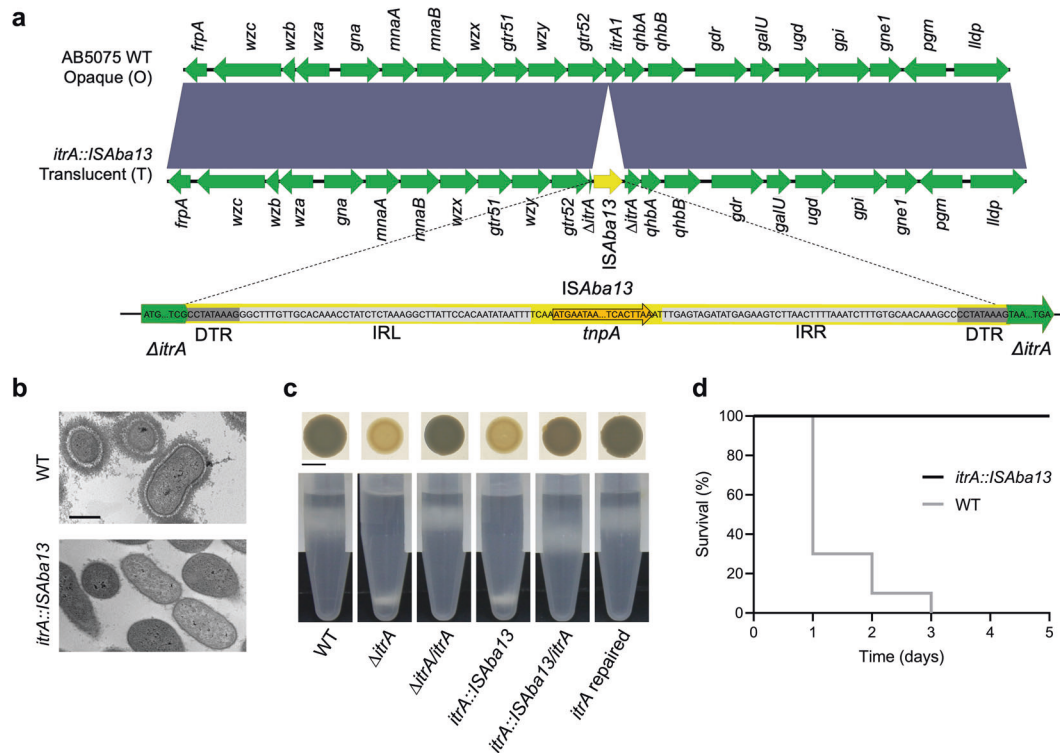 a
frpA wzc wzb wza gna mnaA mnaB wzx gtr51 wzy gtr52 itrA1 qhbA qhbB gdr galU ugd gpi gne1 pgm lldp
AB5075 WT
Opaque (O)
itrA::ISAba13
Translucent (T)
frpA wzc wzb wza gna mnaA mnaB wzx gtr51 wzy gtr52 ΔitrA ISAba13 ΔitrA qhbA qhbB gdr galU ugd gpi gne1 pgm lldp
ISAba13
ATG...TCGCCTATAAAGGGCTTTGTTGCACAAACCTATCTCTAAAGGCTTATTCCACAATATAATTTTCAAATGAATAA...TCACTTAAATTTGAGTAGATATGAGAAGTCTTAACTTTTAAATCTTTGTGCAACAAAGCCCCTATAAAGTAA...TGA
DTR IRL tnpA IRR DTR
ΔitrA ΔitrA
b
WT
itrA::ISAba13
c
WT
ΔitrA
ΔitrA/itrA
itrA::ISAba13
itrA::ISAba13/itrA
itrA repaired
d
Survival (%)
100
80
60
40
20
0
0 1 2 3 4 5
Time (days)
itrA::ISAba13
WT